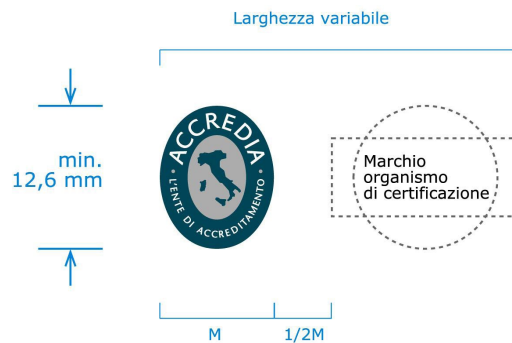 Larghezza variabile
min.
12,6 mm
ACCREDIA
· L'ENTE DI ACCREDITAMENTO ·
Marchio
organismo
di certificazione
M
1/2M